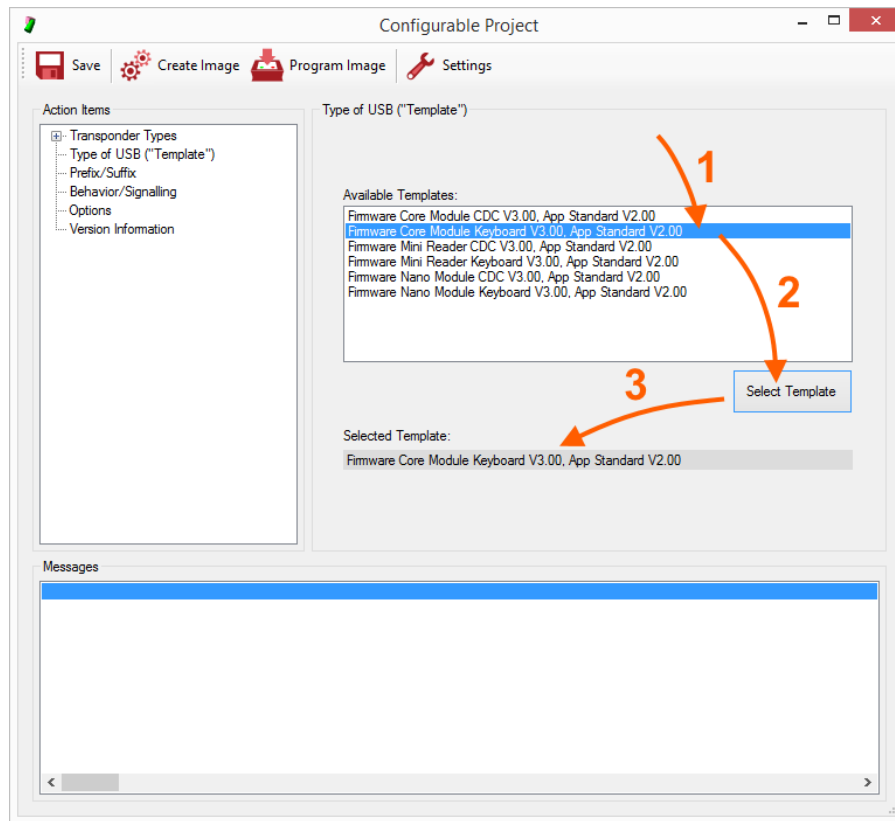 Configurable Project
Save Create Image Program Image Settings
Action Items
Transponder Types
Type of USB ("Template")
Prefix/Suffix
Behavior/Signalling
Options
Version Information
Type of USB ("Template")
1
Available Templates:
Firmware Core Module CDC V3.00, App Standard V2.00
Firmware Core Module Keyboard V3.00, App Standard V2.00
Firmware Mini Reader CDC V3.00, App Standard V2.00
Firmware Mini Reader Keyboard V3.00, App Standard V2.00
Firmware Nano Module CDC V3.00, App Standard V2.00
Firmware Nano Module Keyboard V3.00, App Standard V2.00
2
3
Select Template
Selected Template:
Firmware Core Module Keyboard V3.00, App Standard V2.00
Messages